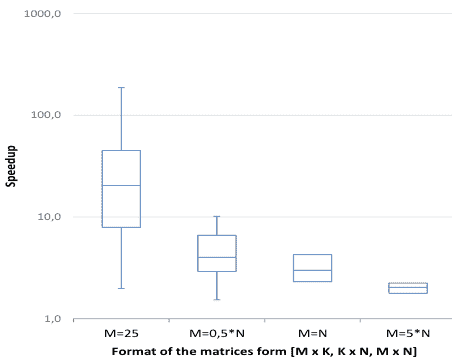 1000,0
100,0
10,0
1,0
Speedup
M=25 M=0,5*N M=N M=5*N
Format of the matrices form [M x K, K x N, M x N]